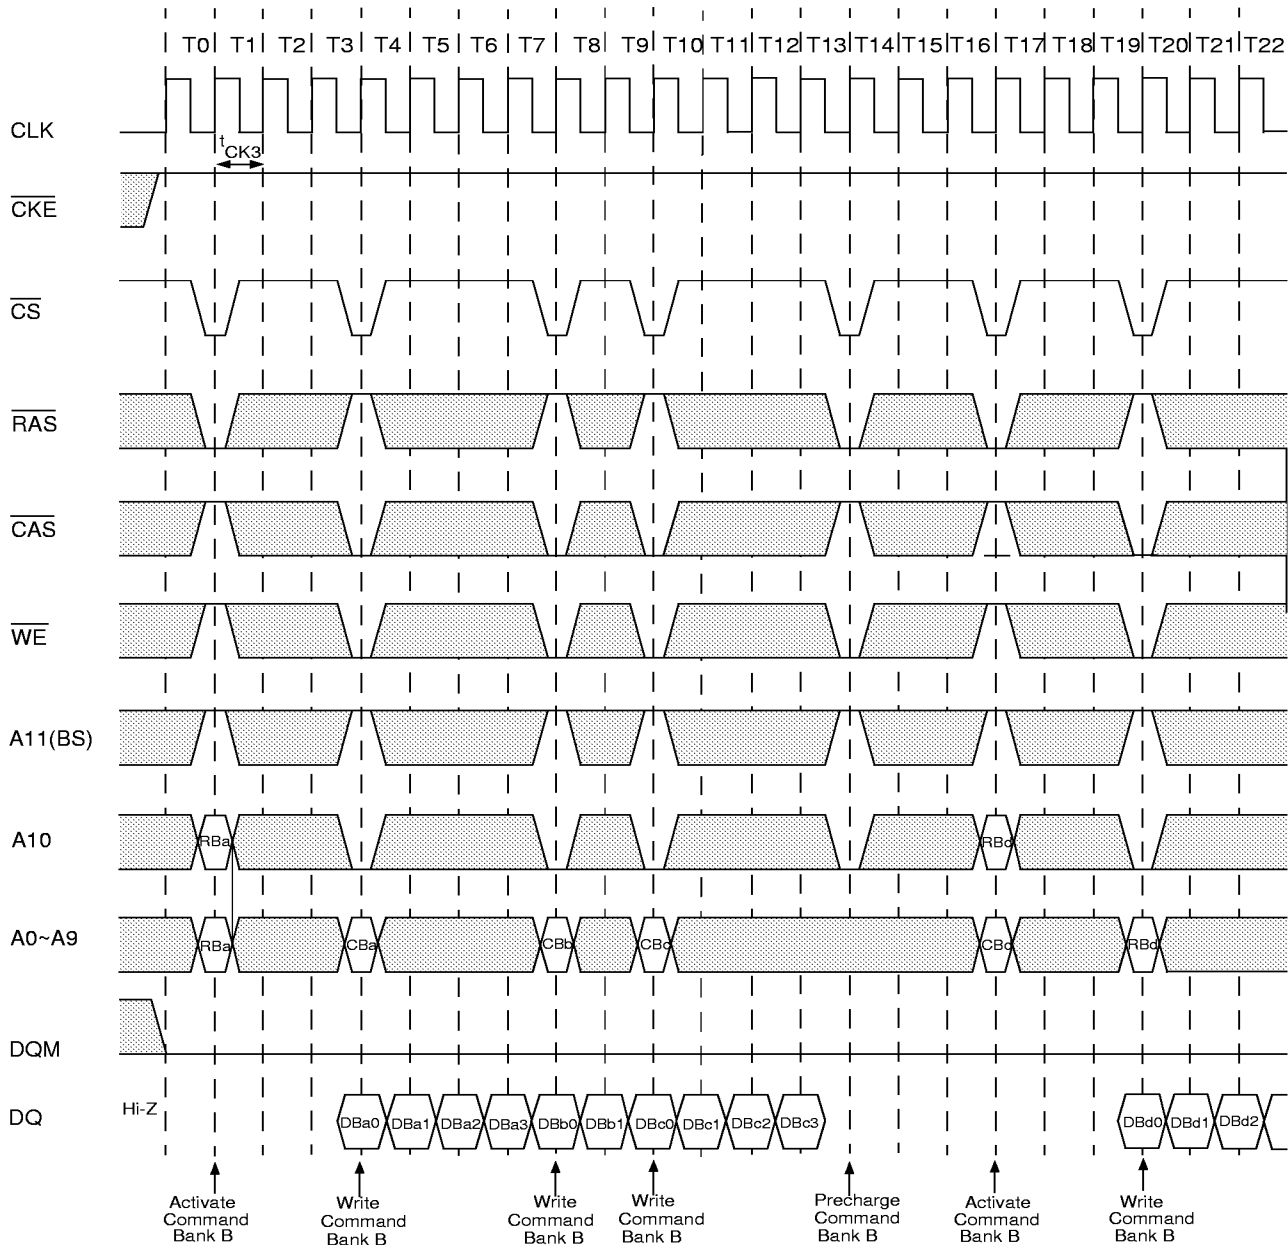 T0 T1 T2 T3 T4 T5 T6 T7 T8 T9 T10 T11 T12 T13 T14 T15 T16 T17 T18 T19 T20 T21 T22
CLK
tCK3
CKE
CS
RAS
CAS
WE
A11(BS)
A10 RBa RBd
A0~A9 RBa CBa CBb CBc CBd RBd
DQM
DQ Hi-Z DBa0 DBa1 DBa2 DBa3 DBb0 DBb1 DBc0 DBc1 DBc2 DBc3 DBd0 DBd1 DBd2
Activate Write Write Write Precharge Activate Write
Command Command Command Command Command Command Command
Bank B Bank B Bank B Bank B Bank B Bank B Bank B